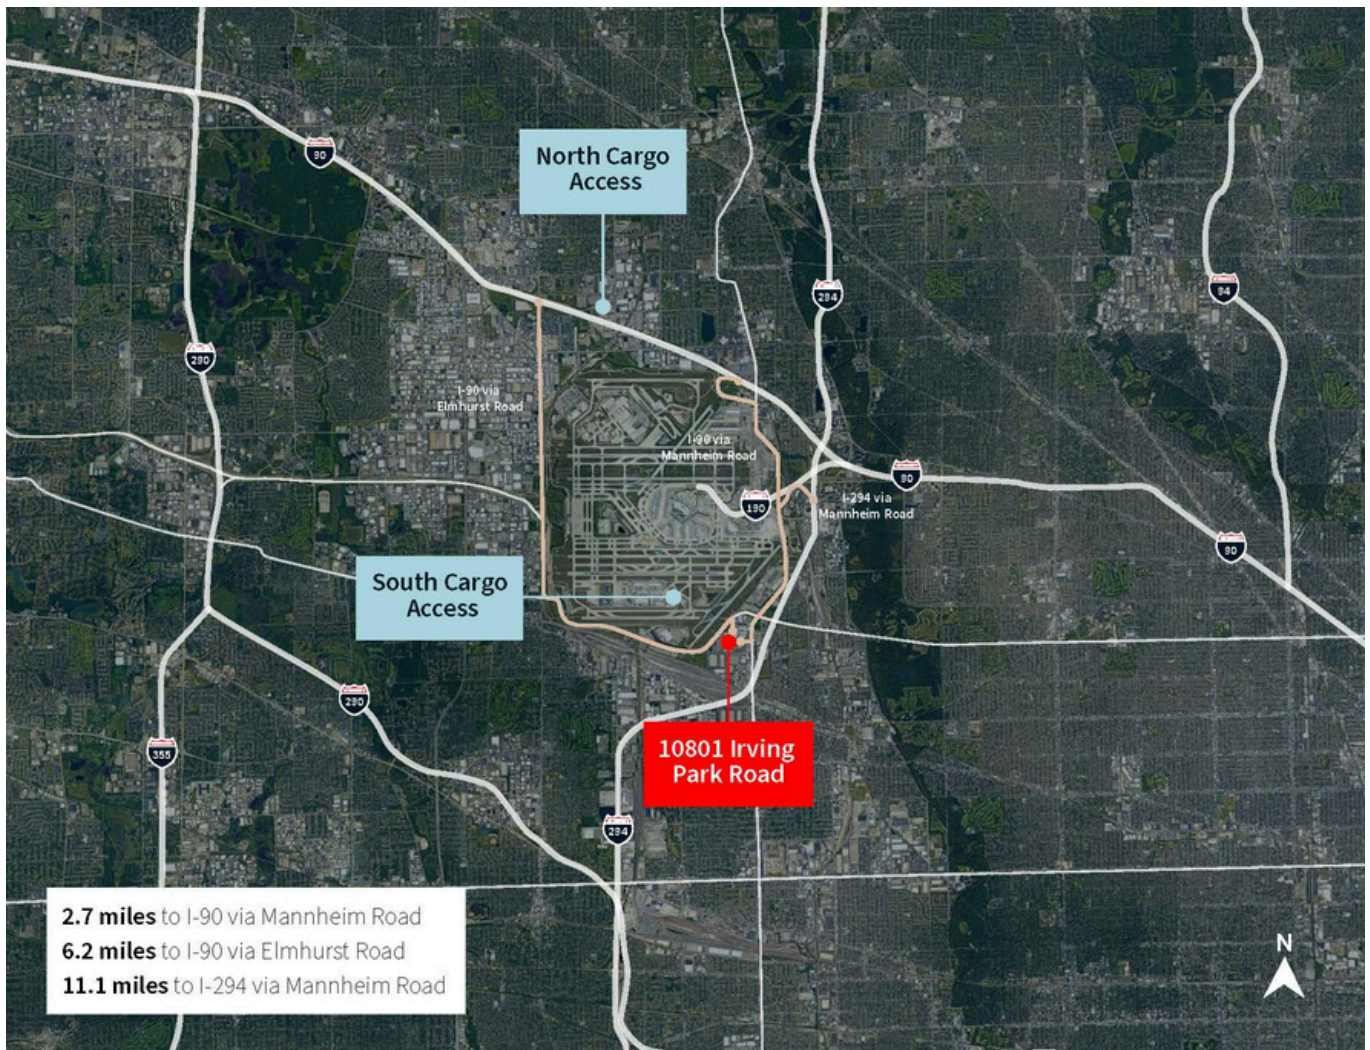 90
North Cargo
Access
294
94
290
I-90 via
Elmhurst Road
I-90 via
Mannheim Road
90
190
I-294 via
Mannheim Road
90
South Cargo
Access
290
355
10801 Irving
Park Road
294
2.7 miles to I-90 via Mannheim Road
6.2 miles to I-90 via Elmhurst Road
11.1 miles to I-294 via Mannheim Road
N